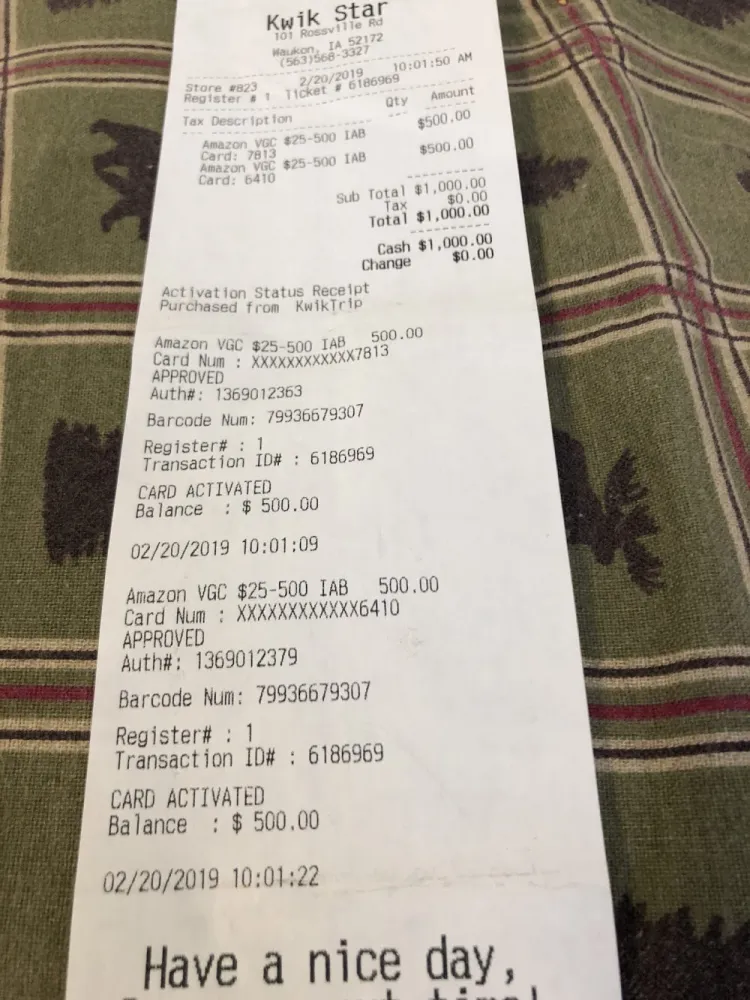 Kwik Star
101 Rossville Rd
Waukon, IA 52172
(563)568-3327
Store #823 2/20/2019 10:01:50 AM
Register # 1 Ticket # 6186969
Tax Description Qty Amount
Amazon VGC $25-500 IAB $500.00
Card: 7813
Amazon VGC $25-500 IAB $500.00
Card: 6410
Sub Total $1,000.00
Tax $0.00
Total $1,000.00
Cash $1,000.00
Change $0.00
Activation Status Receipt
Purchased from KwikTrip
Amazon VGC $25-500 IAB 500.00
Card Num : XXXXXXXXXXXX7813
APPROVED
Auth#: 1369012363
Barcode Num: 79936679307
Register# : 1
Transaction ID# : 6186969
CARD ACTIVATED
Balance : $ 500.00
02/20/2019 10:01:09
Amazon VGC $25-500 IAB 500.00
Card Num : XXXXXXXXXXXX6410
APPROVED
Auth#: 1369012379
Barcode Num: 79936679307
Register# : 1
Transaction ID# : 6186969
CARD ACTIVATED
Balance : $ 500.00
02/20/2019 10:01:22
Have a nice day,